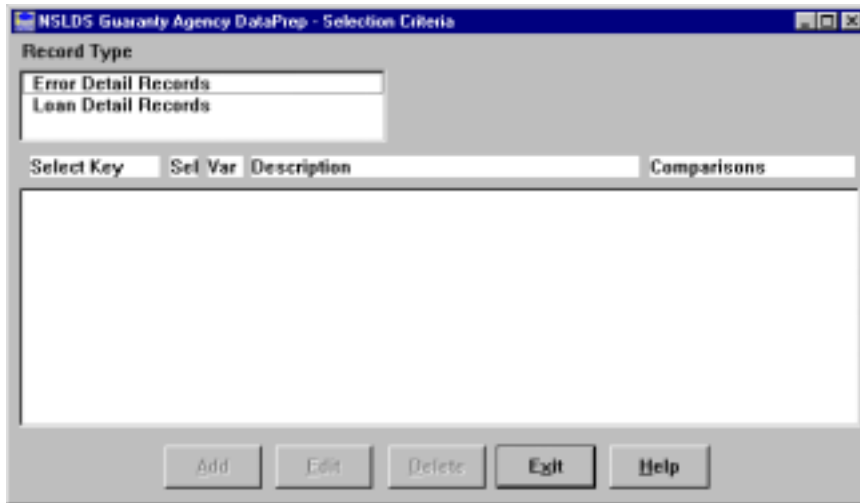 NSLDS Guaranty Agency DataPrep - Selection Criteria
Record Type
Error Detail Records
Loan Detail Records
Select Key Sel Var Description Comparisons
Add Edit Delete Exit Help